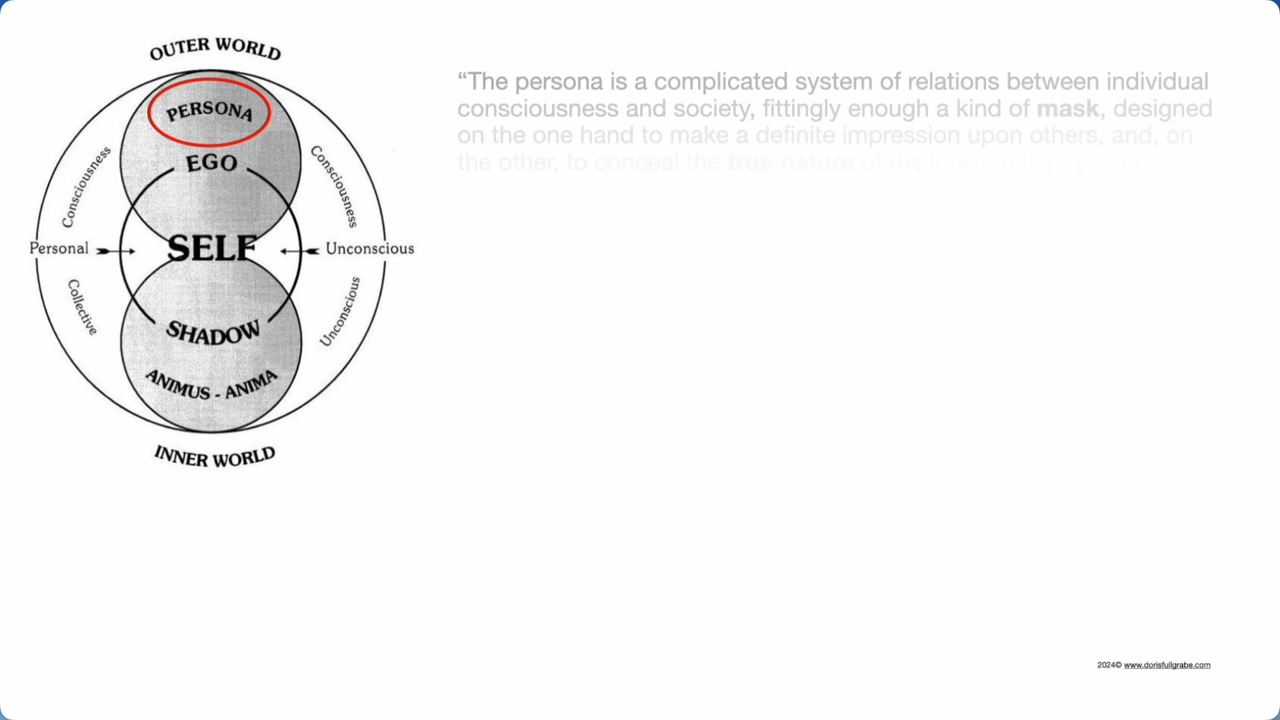 OUTER WORLD
PERSONA
EGO
Consciousness
Consciousness
Personal
SELF
Unconscious
Collective
Unconscious
SHADOW
ANIMUS - ANIMA
INNER WORLD
“The persona is a complicated system of relations between individual
consciousness and society, fittingly enough a kind of mask, designed
on the one hand to make a definite impression upon others, and, on
the other, to conceal the true nature of the individual
2024© www.dorisfullgrabe.com